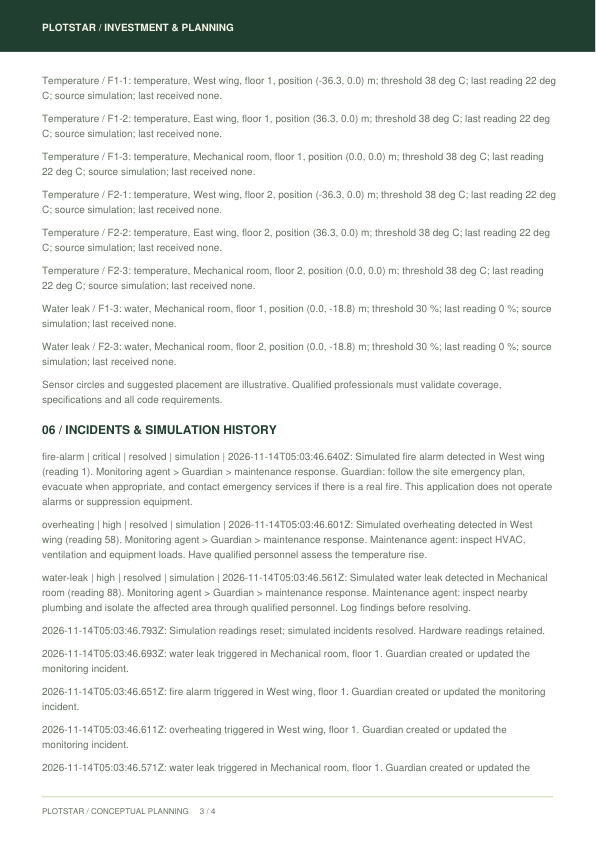 PLOTSTAR / INVESTMENT & PLANNING
Temperature / F1-1: temperature, West wing, floor 1, position (-36.3, 0.0) m; threshold 38 deg C; last reading 22 deg
C; source simulation; last received none.
Temperature / F1-2: temperature, East wing, floor 1, position (36.3, 0.0) m; threshold 38 deg C; last reading 22 deg
C; source simulation; last received none.
Temperature / F1-3: temperature, Mechanical room, floor 1, position (0.0, 0.0) m; threshold 38 deg C; last reading
22 deg C; source simulation; last received none.
Temperature / F2-1: temperature, West wing, floor 2, position (-36.3, 0.0) m; threshold 38 deg C; last reading 22 deg
C; source simulation; last received none.
Temperature / F2-2: temperature, East wing, floor 2, position (36.3, 0.0) m; threshold 38 deg C; last reading 22 deg
C; source simulation; last received none.
Temperature / F2-3: temperature, Mechanical room, floor 2, position (0.0, 0.0) m; threshold 38 deg C; last reading
22 deg C; source simulation; last received none.
Water leak / F1-3: water, Mechanical room, floor 1, position (0.0, -18.8) m; threshold 30 %; last reading 0 %; source
simulation; last received none.
Water leak / F2-3: water, Mechanical room, floor 2, position (0.0, -18.8) m; threshold 30 %; last reading 0 %; source
simulation; last received none.
Sensor circles and suggested placement are illustrative. Qualified professionals must validate coverage,
specifications and all code requirements.
06 / INCIDENTS & SIMULATION HISTORY
fire-alarm | critical | resolved | simulation | 2026-11-14T05:03:46.640Z: Simulated fire alarm detected in West wing
(reading 1). Monitoring agent > Guardian > maintenance response. Guardian: follow the site emergency plan,
evacuate when appropriate, and contact emergency services if there is a real fire. This application does not operate
alarms or suppression equipment.
overheating | high | resolved | simulation | 2026-11-14T05:03:46.601Z: Simulated overheating detected in West
wing (reading 58). Monitoring agent > Guardian > maintenance response. Maintenance agent: inspect HVAC,
ventilation and equipment loads. Have qualified personnel assess the temperature rise.
water-leak | high | resolved | simulation | 2026-11-14T05:03:46.561Z: Simulated water leak detected in Mechanical
room (reading 88). Monitoring agent > Guardian > maintenance response. Maintenance agent: inspect nearby
plumbing and isolate the affected area through qualified personnel. Log findings before resolving.
2026-11-14T05:03:46.793Z: Simulation readings reset; simulated incidents resolved. Hardware readings retained.
2026-11-14T05:03:46.693Z: water leak triggered in Mechanical room, floor 1. Guardian created or updated the
monitoring incident.
2026-11-14T05:03:46.651Z: fire alarm triggered in West wing, floor 1. Guardian created or updated the monitoring
incident.
2026-11-14T05:03:46.611Z: overheating triggered in West wing, floor 1. Guardian created or updated the
monitoring incident.
2026-11-14T05:03:46.571Z: water leak triggered in Mechanical room, floor 1. Guardian created or updated the
PLOTSTAR / CONCEPTUAL PLANNING 3 / 4